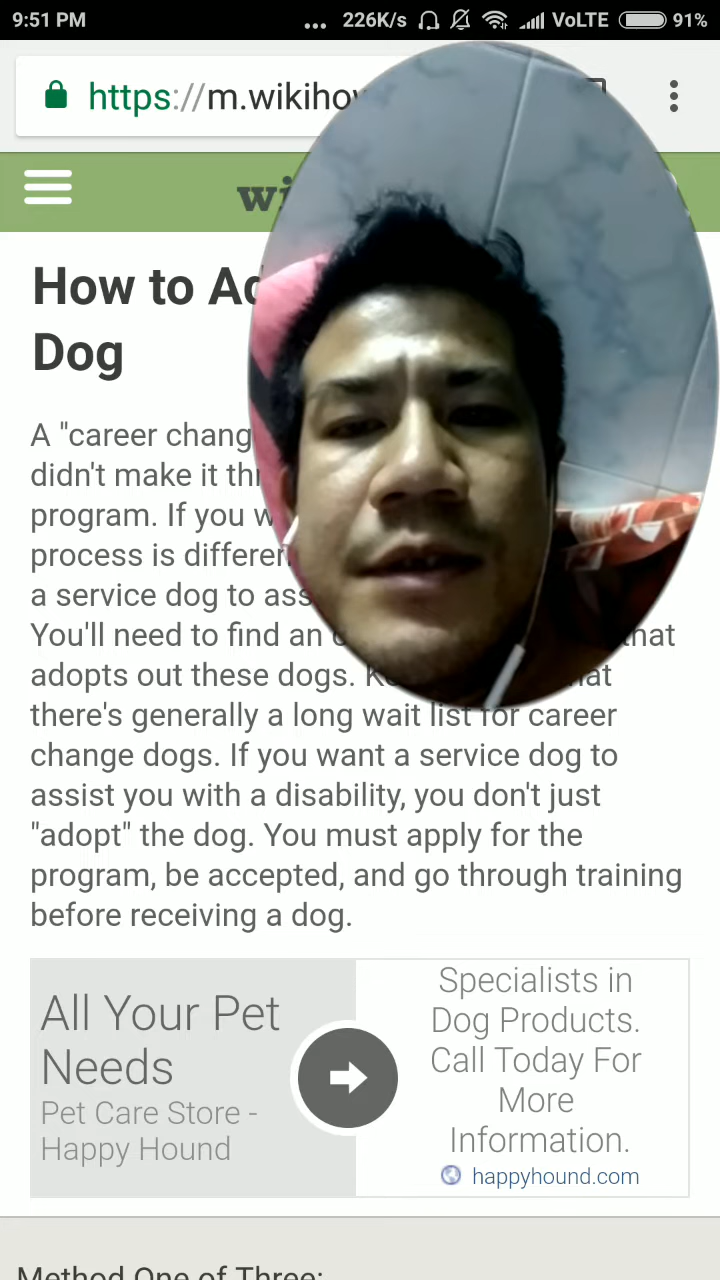 9:51 PM ... 226K/s VoLTE 91%
https://m.wikiho
wi
How to Ad
Dog
A "career chang
didn't make it thr
program. If you w
process is differen
a service dog to ass
You'll need to find an that
adopts out these dogs. that
there's generally a long wait list for career
change dogs. If you want a service dog to
assist you with a disability, you don't just
"adopt" the dog. You must apply for the
program, be accepted, and go through training
before receiving a dog.
All Your Pet
Needs
Pet Care Store -
Happy Hound
Specialists in
Dog Products.
Call Today For
More
Information.
happyhound.com
Method One of Three: